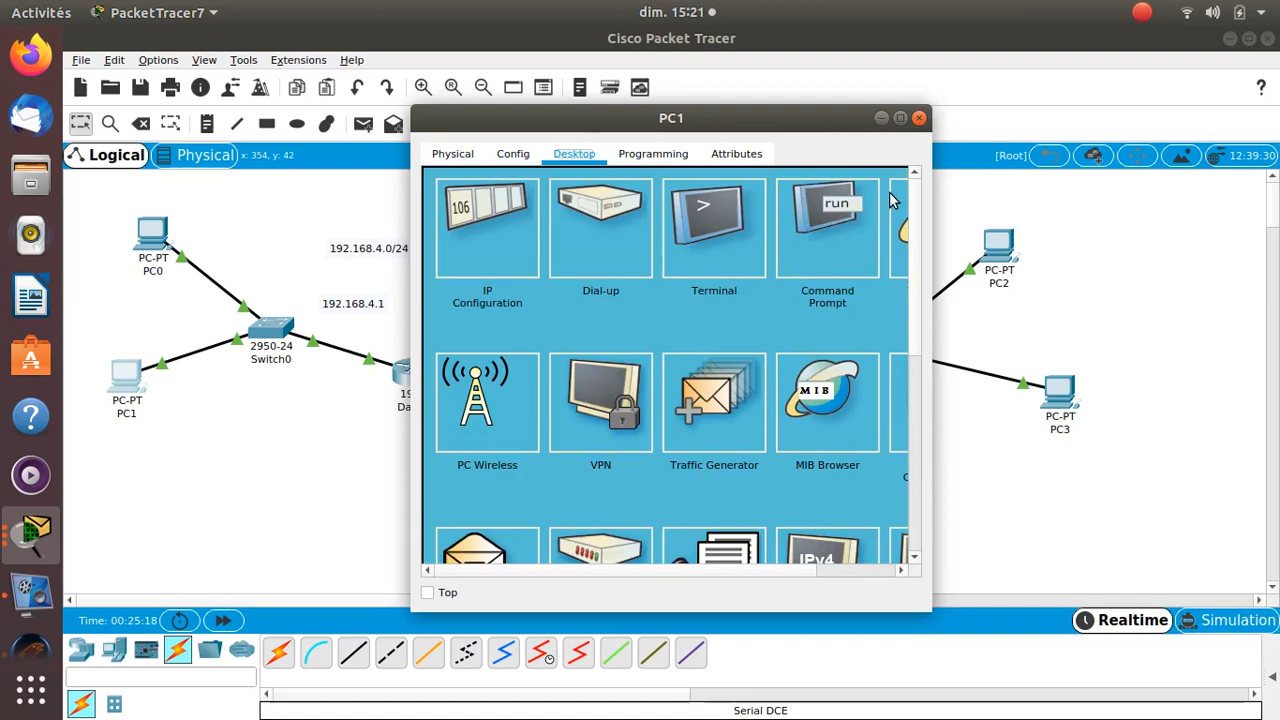 Activités
PacketTracer7
dim. 15:21
Cisco Packet Tracer
File Edit Options View Tools Extensions Help
?
PC1
Logical
Physical
x: 354, y: 42
[Root]
12:39:30
Physical Config Desktop Programming Attributes
106
>
run
IP
Configuration
Dial-up
Terminal
Command
Prompt
MIB
PC Wireless
VPN
Traffic Generator
MIB Browser
IPv4
Top
PC-PT
PC0
192.168.4.0/24
192.168.4.1
2950-24
Switch0
PC-PT
PC1
19
Da
PC-PT
PC2
PC-PT
PC3
Time: 00:25:18
Realtime
Simulation
Serial DCE